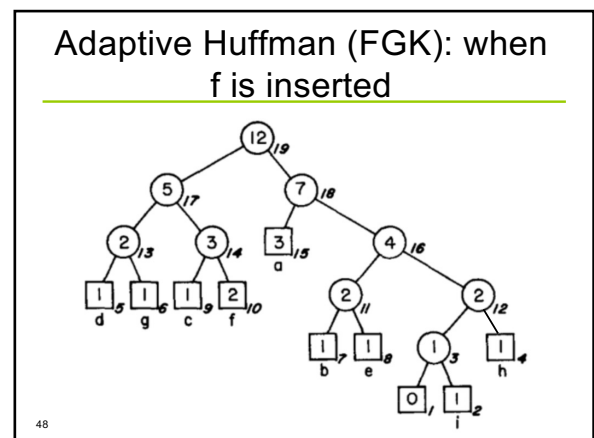 Adaptive Huffman (FGK): when
f is inserted
12 19
5 17
7 18
2 13
3 14
3 15
a
4 16
1 5
1 6
1 9
2 10
d
g
c
f
2 11
2 12
1 7
1 8
1 3
1 4
b
e
h
0 1
1 2
i
48